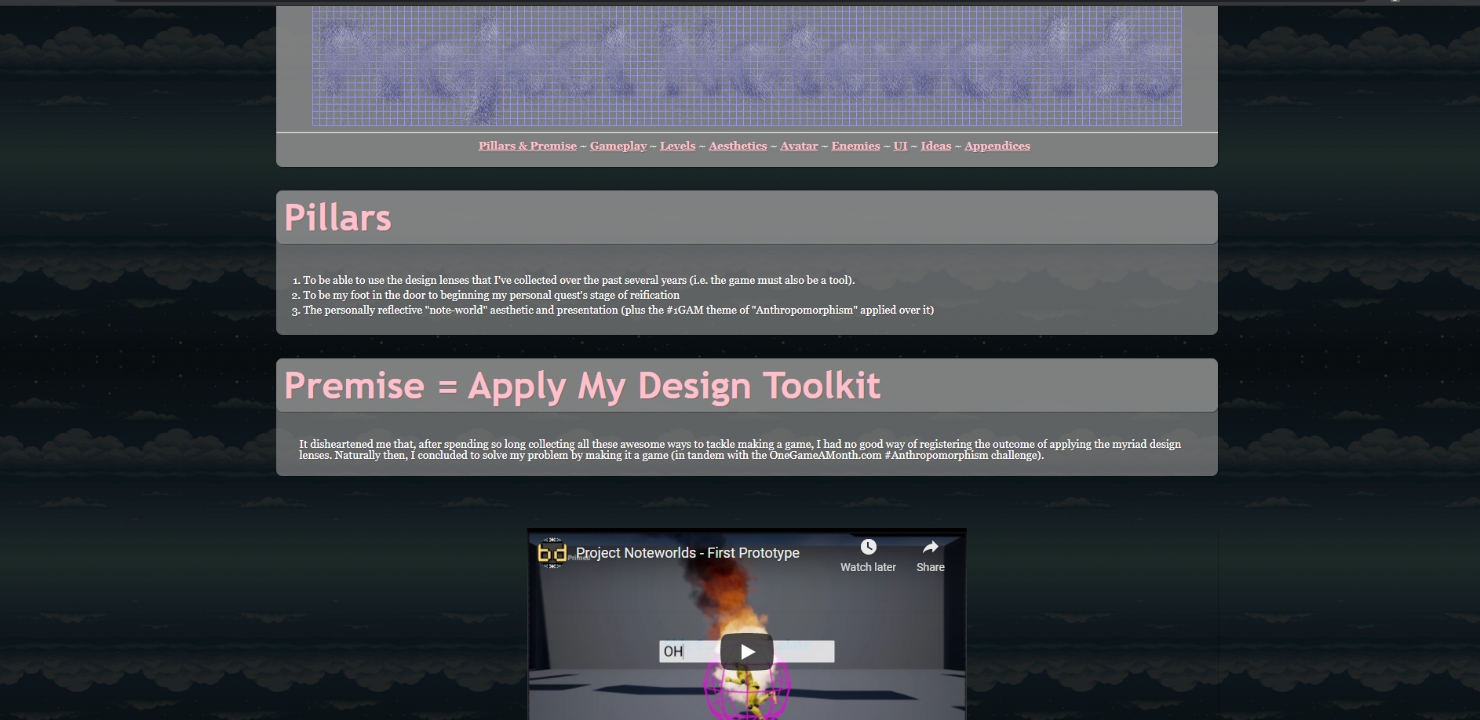 Project Noteworlds
Pillars & Premise ~ Gameplay ~ Levels ~ Aesthetics ~ Avatar ~ Enemies ~ UI ~ Ideas ~ Appendices
Pillars
1. To be able to use the design lenses that I've collected over the past several years (i.e. the game must also be a tool).
2. To be my foot in the door to beginning my personal quest's stage of reification
3. The personally reflective "note-world" aesthetic and presentation (plus the #1GAM theme of "Anthropomorphism" applied over it)
Premise = Apply My Design Toolkit
It disheartened me that, after spending so long collecting all these awesome ways to tackle making a game, I had no good way of registering the outcome of applying the myriad design
lenses. Naturally then, I concluded to solve my problem by making it a game (in tandem with the OneGameAMonth.com #Anthropomorphism challenge).
bd Project Noteworlds - First Prototype
Watch later Share
OH